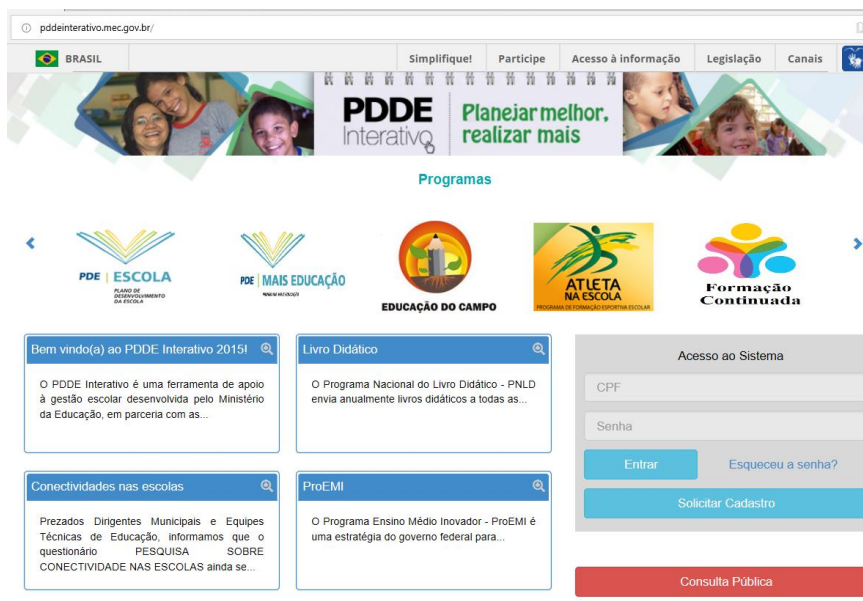 pddeinterativo.mec.gov.br/
BRASIL
Simplifique!
Participe
Acesso à informação
Legislação
Canais
PDDE
Interativo
Planejar melhor,
realizar mais
Programas
PDE | ESCOLA
PLANO DE
DESENVOLVIMENTO
DA ESCOLA
PDE | MAIS EDUCAÇÃO
EDUCAÇÃO DO CAMPO
ATLETA
NA ESCOLA
PROGRAMA DE FORMAÇÃO ESPORTIVA ESCOLAR
Formação
Continuada
Bem vindo(a) ao PDDE Interativo 2015!
O PDDE Interativo é uma ferramenta de apoio
à gestão escolar desenvolvida pelo Ministério
da Educação, em parceria com as...
Livro Didático
O Programa Nacional do Livro Didático - PNLD
envia anualmente livros didáticos a todas as...
Conectividades nas escolas
Prezados Dirigentes Municipais e Equipes
Técnicas de Educação, informamos que o
questionário PESQUISA SOBRE
CONECTIVIDADE NAS ESCOLAS ainda se...
ProEMI
O Programa Ensino Médio Inovador - ProEMI é
uma estratégia do governo federal para...
Acesso ao Sistema
CPF
Senha
Entrar
Esqueceu a senha?
Solicitar Cadastro
Consulta Pública